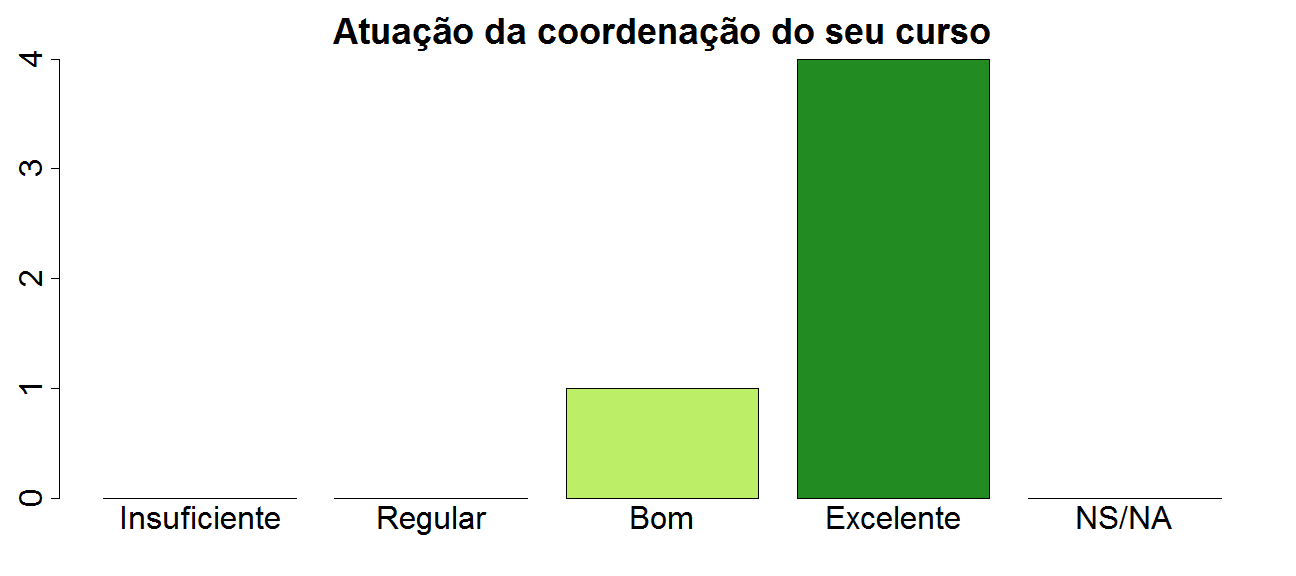 Atuação da coordenação do seu curso
4
3
2
1
0
Insuficiente Regular Bom Excelente NS/NA